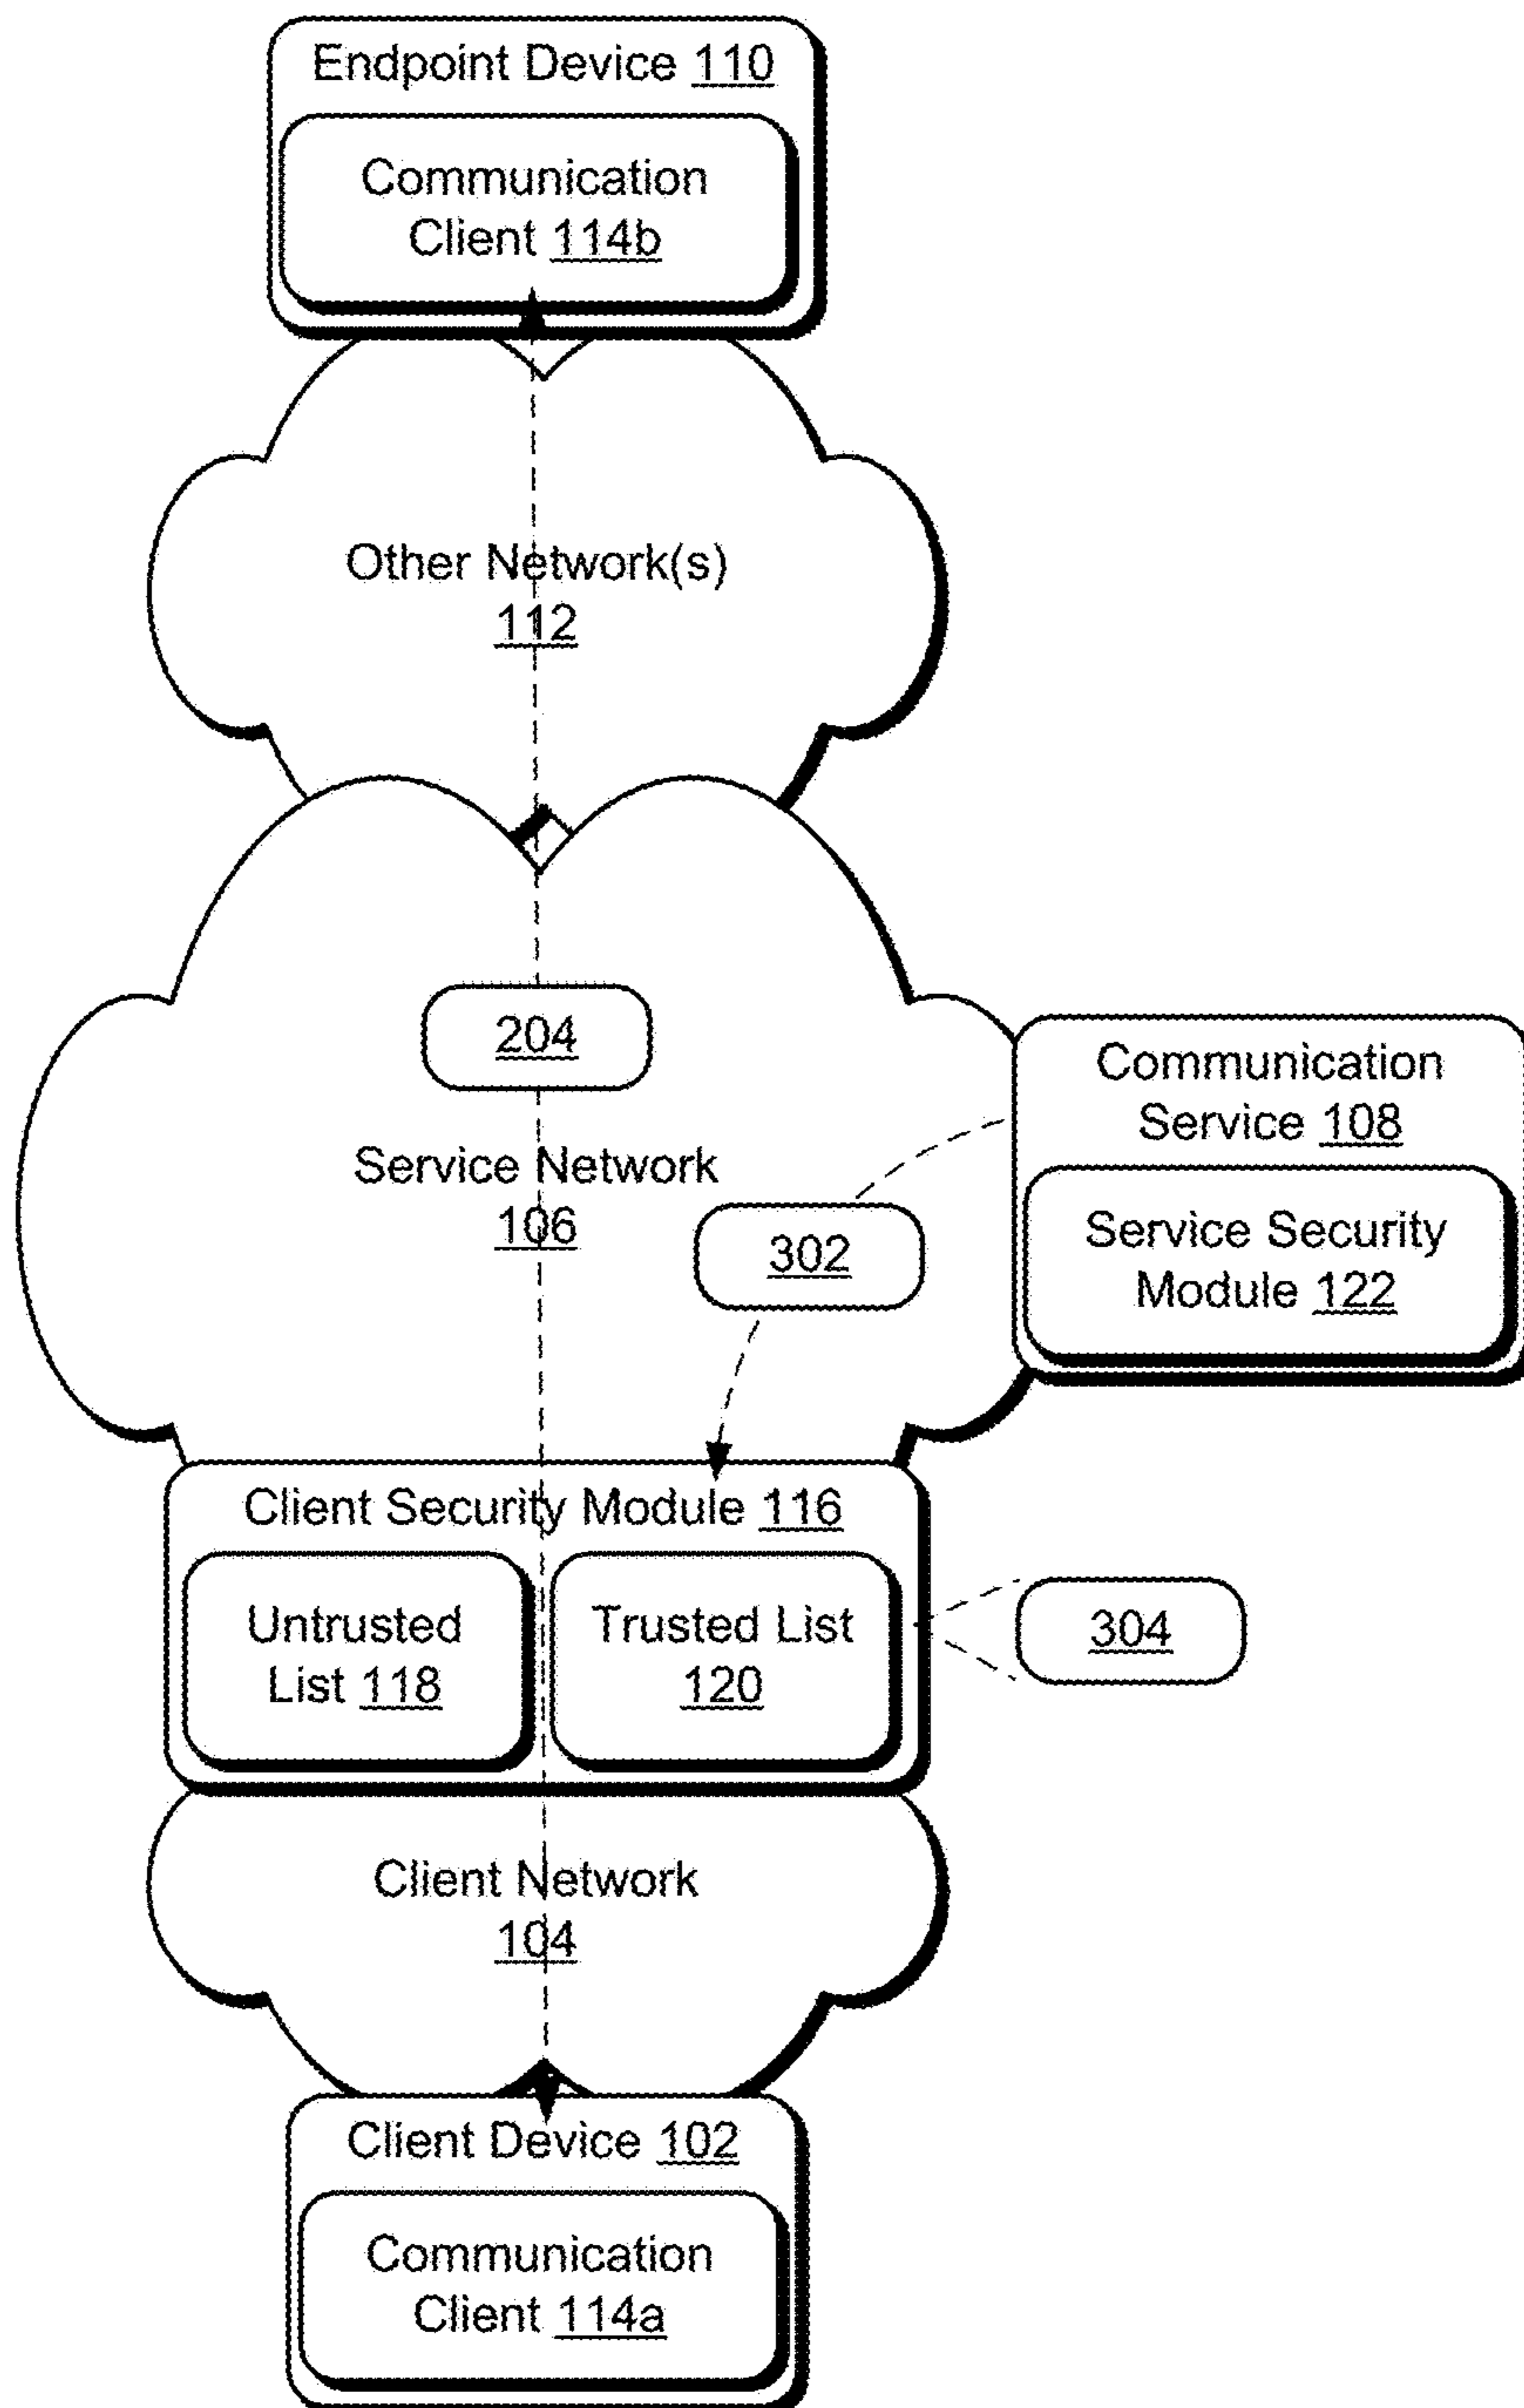 Endpoint Device 110
Communication
Client 114b
Other Network(s)
112
204
Service Network
106
302
Communication
Service 108
Service Security
Module 122
Client Security Module 116
Untrusted
List 118
Trusted List
120
304
Client Network
104
Client Device 102
Communication
Client 114a